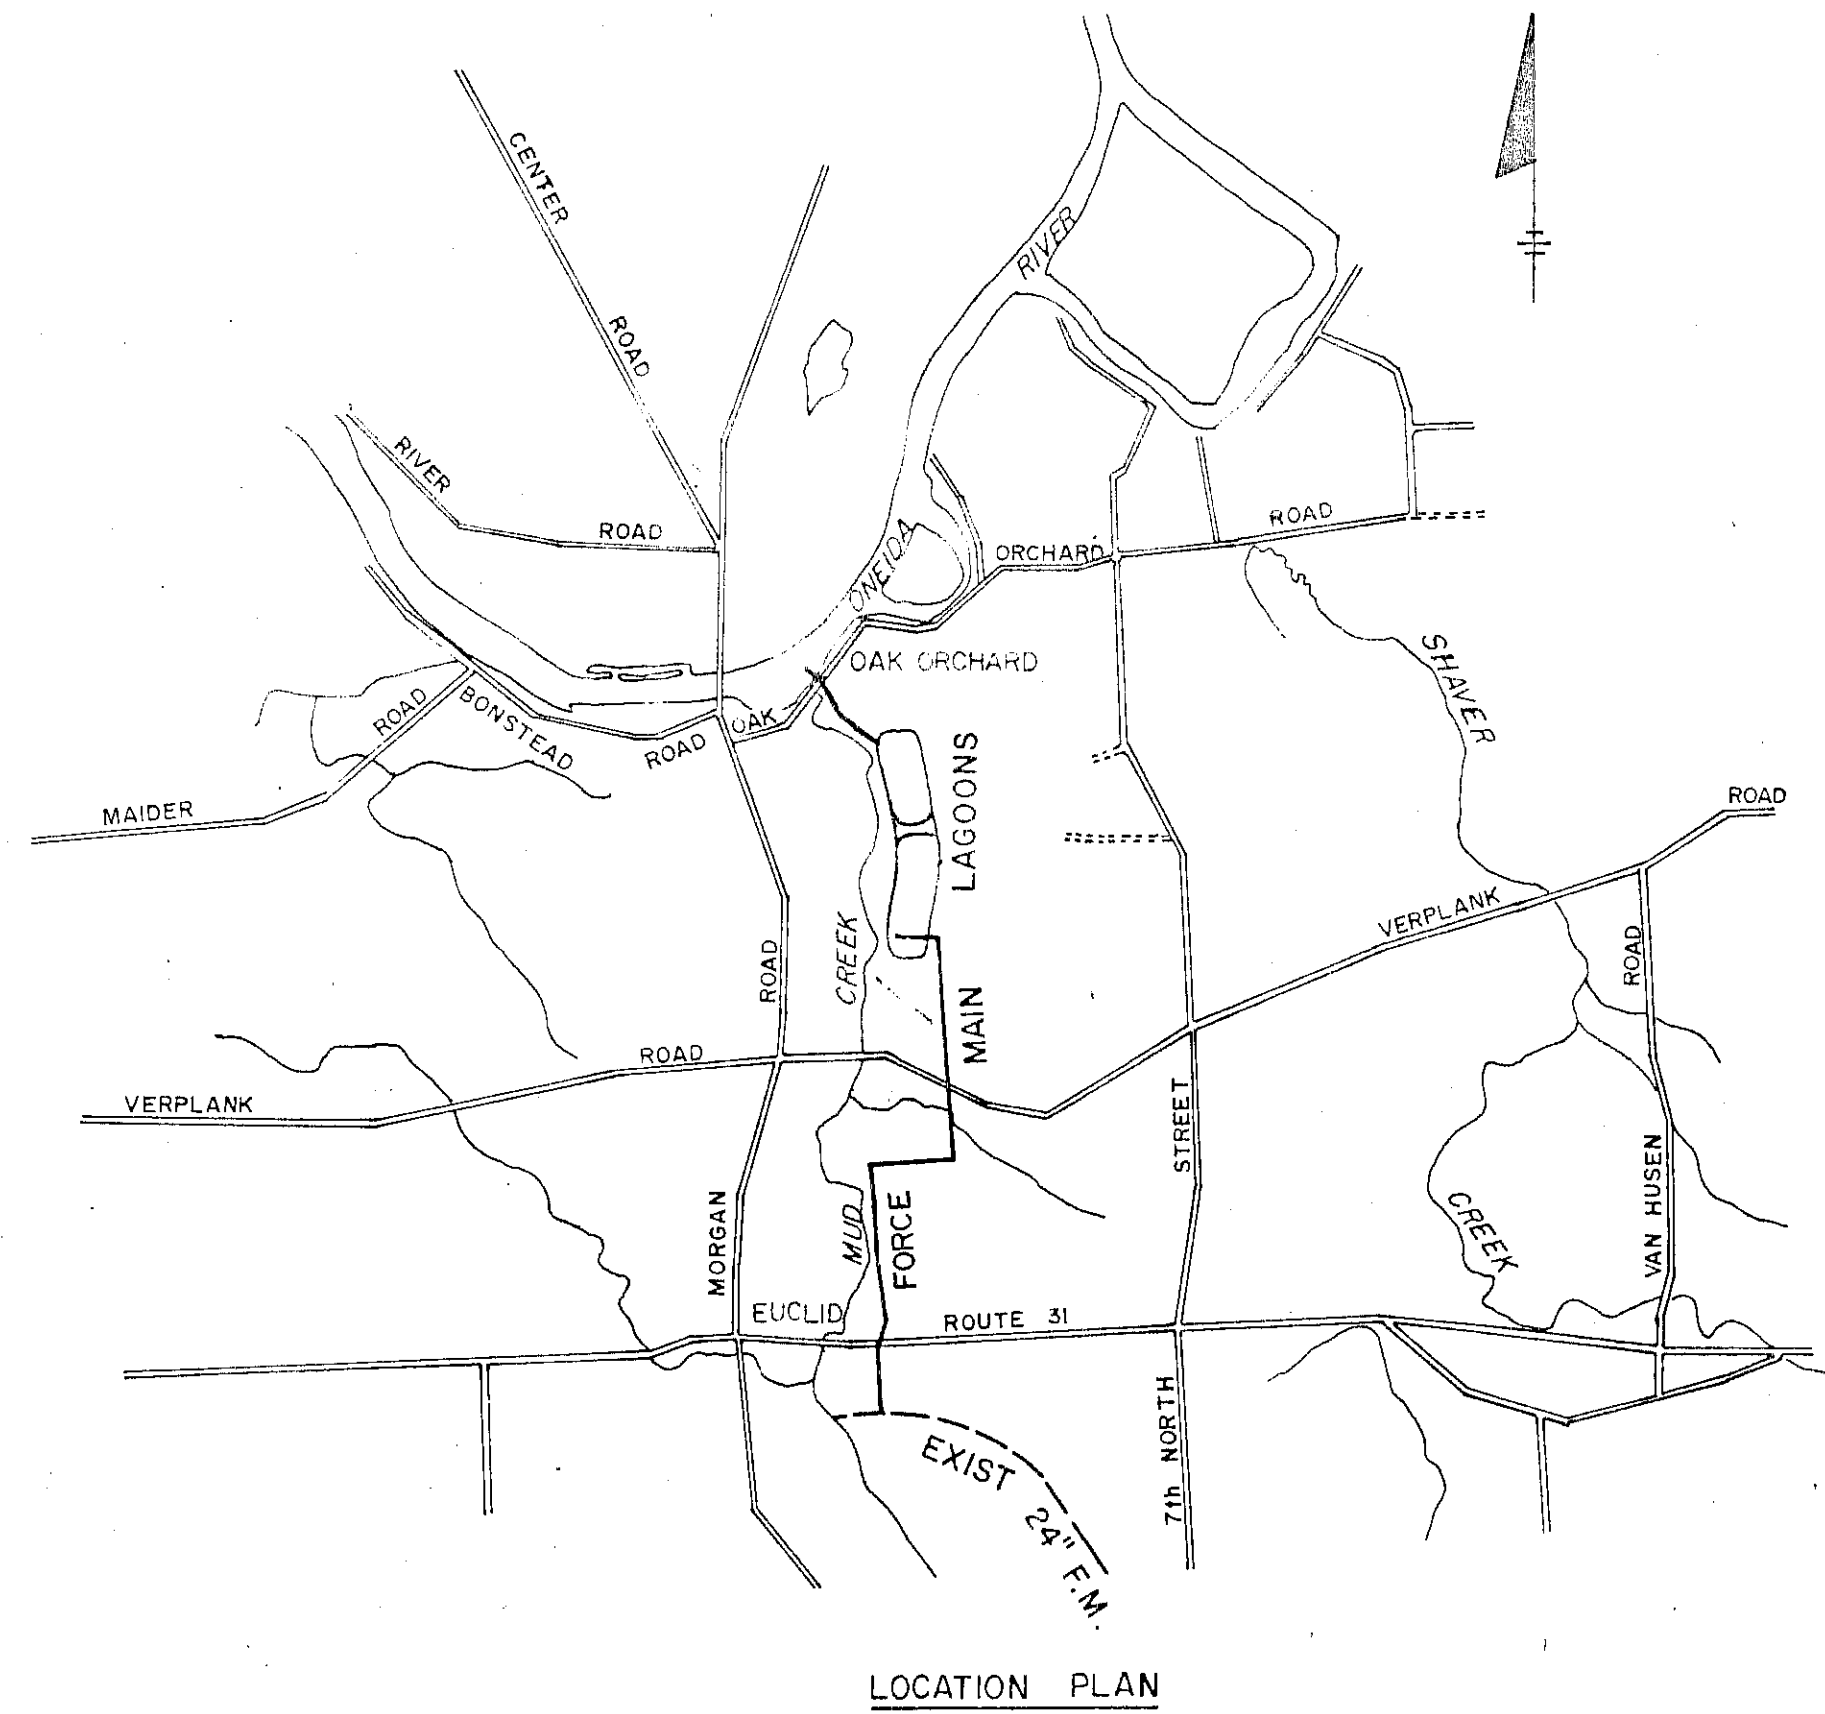 CENTER
ROAD
RIVER
RIVER
ROAD
ONEIDA
ORCHARD
ROAD
OAK ORCHARD
SHAVER
ROAD
BONSTEAD
ROAD
OAK
MAIDER
LAGOONS
ROAD
VERPLANK
ROAD
ROAD
CREEK
MAIN
ROAD
VERPLANK
STREET
MORGAN
MUD
FORCE
CREEK
VAN HUSEN
EUCLID
ROUTE 31
7th NORTH
EXIST 24" F.M.
LOCATION PLAN